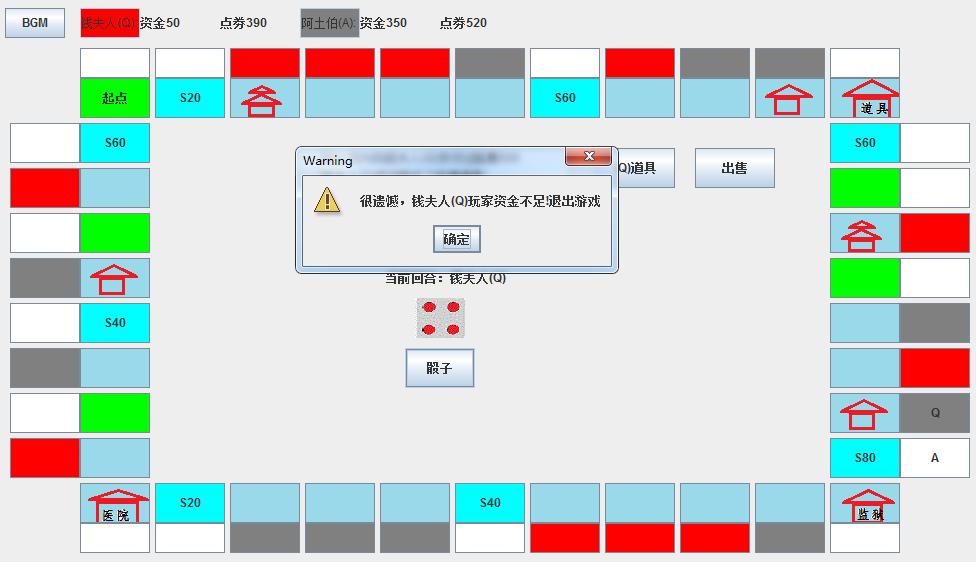 BGM 钱夫人(Q): 资金50 点券390 阿土伯(A): 资金350 点券520
起点 S20 S60 道具
S60 S60
Warning
Q)道具 出售
很遗憾，钱夫人(Q)玩家资金不足!退出游戏
确定
当前回合：钱夫人(Q)
S40
骰子
Q
S80 A
医院 S20 S40 监狱